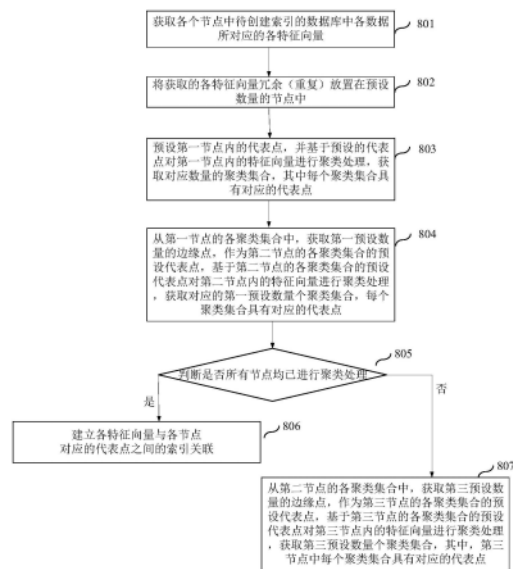 获取各个节点中待创建索引的数据库中各数据
所对应的各特征向量
801
将获取的各特征向量冗余（重复）放置在预设
数量的节点中
802
预设第一节点内的代表点，并基于预设的代表
点对第一节点内的特征向量进行聚类处理，获
取对应数量的聚类集合，其中每个聚类集合具
有对应的代表点
803
从第一节点的各聚类集合中，获取第一预设数
量的边缘点，作为第二节点的各聚类集合的预
设代表点，基于第二节点的各聚类集合的预设
代表点对第二节点内的特征向量进行聚类处理
，获取对应的第一预设数量个聚类集合，每个
聚类集合具有对应的代表点
804
判断是否所有节点均已进行聚类处理
805
是
否
建立各特征向量与各节点
对应的代表点之间的索引关联
806
807
从第二节点的各聚类集合中，获取第三预设数
量的边缘点，作为第三节点的各聚类集合的预
设代表点，基于第三节点的各聚类集合的预设
代表点对第三节点内的特征向量进行聚类处理
，获取第三预设数量个聚类集合，其中，第三
节点中每个聚类集合具有对应的代表点